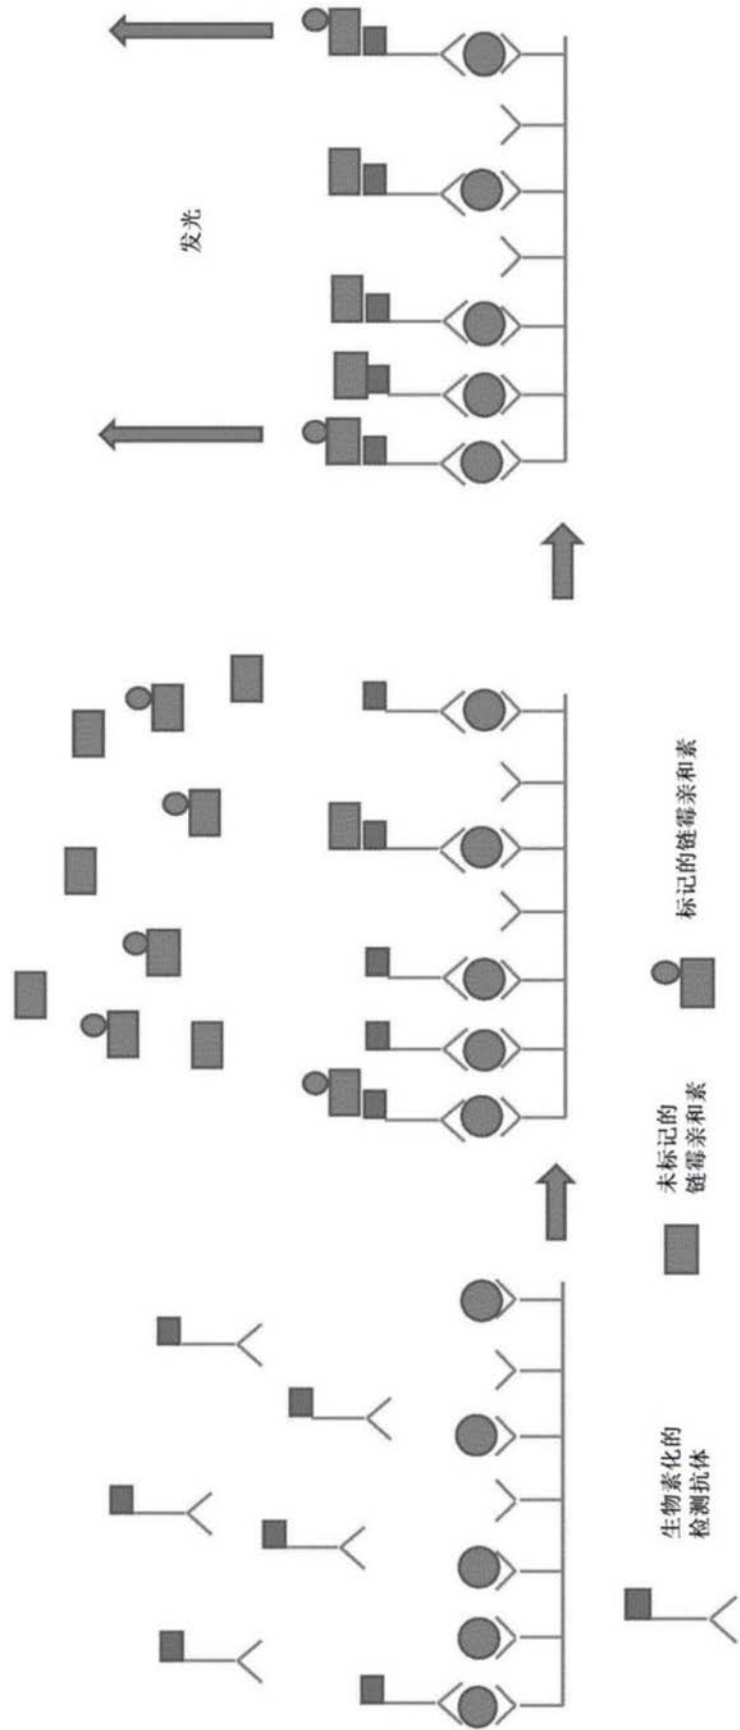 发光
生物素化的
检测抗体
未标记的
链霉亲和素
标记的链霉亲和素